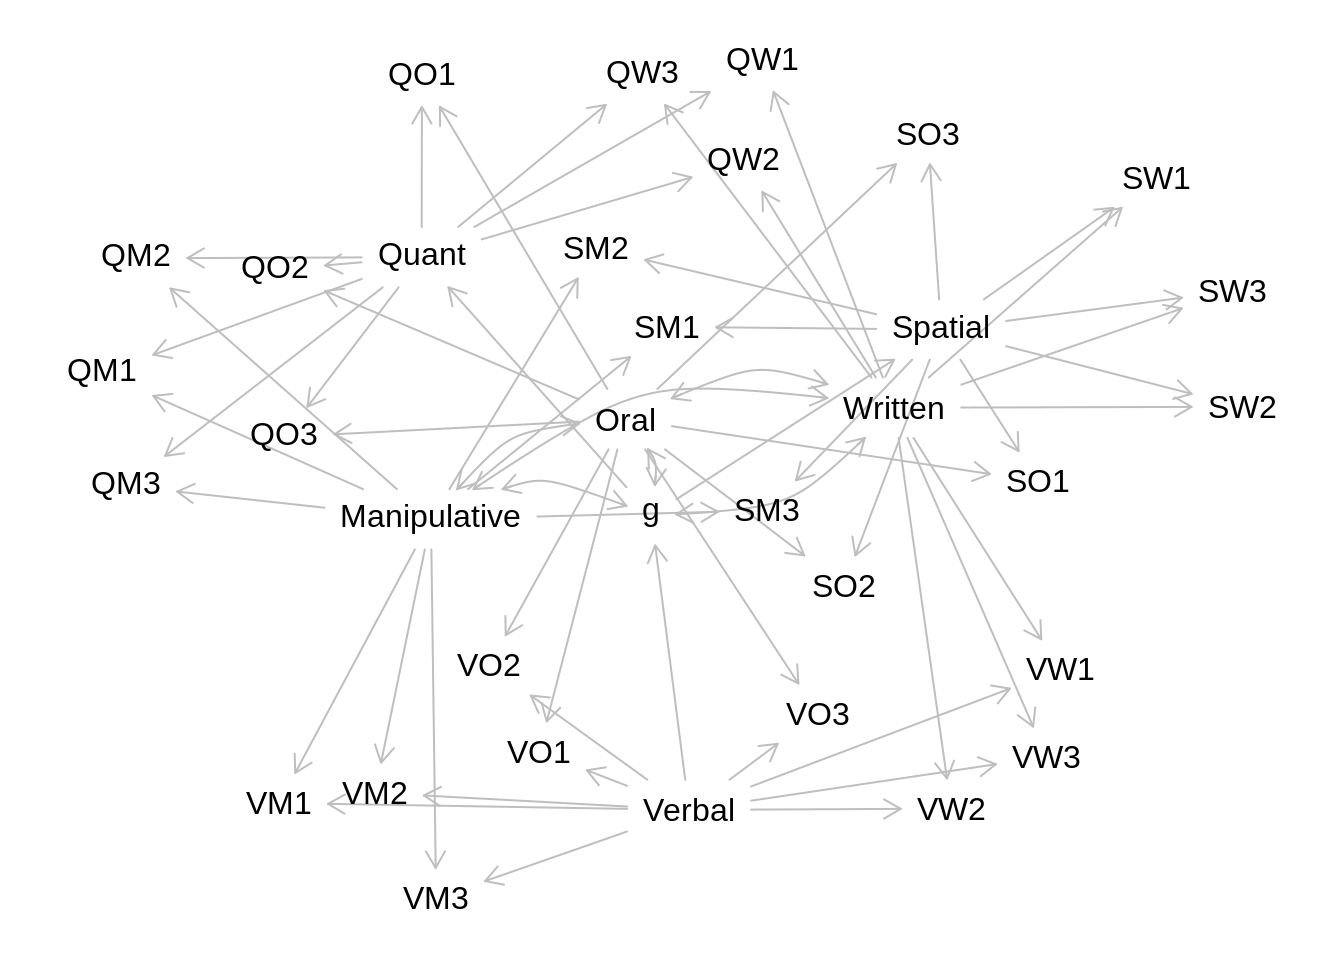 QW1
QW3
QO1
SO3
QW2
SW1
SM2
Quant
QM2
QO2
SW3
SM1
Spatial
QM1
SW2
Written
Oral
QO3
SO1
QM3
g
SM3
Manipulative
SO2
VO2
VW1
VO3
VO1
VW3
VM2
VM1
VW2
Verbal
VM3